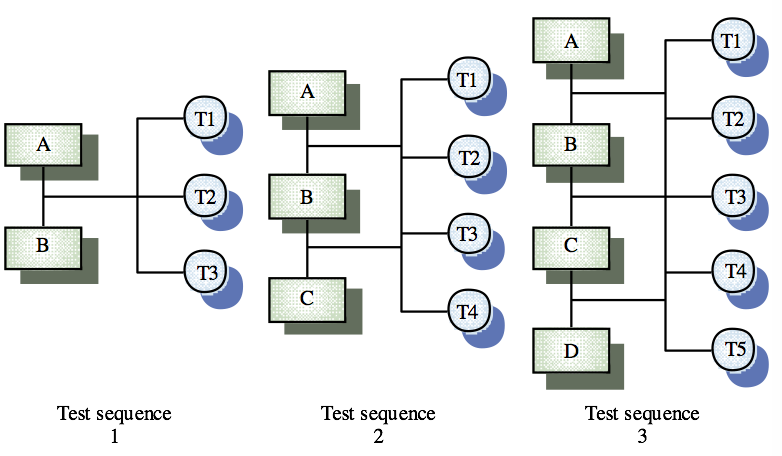 A
B
T1
T2
T3
Test sequence
1
A
B
C
T1
T2
T3
T4
Test sequence
2
A
B
C
D
T1
T2
T3
T4
T5
Test sequence
3